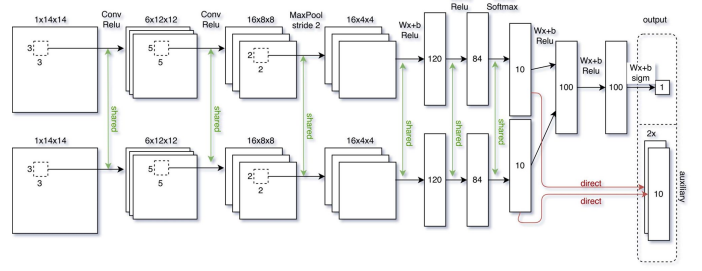 1x14x14
Conv
Relu
6x12x12
Conv
Relu
16x8x8
MaxPool
stride 2
16x4x4
Wx+b
Relu
Relu
Softmax
Wx+b
Relu
Wx+b
Relu
Wx+b
sigm
output
3
3
5
5
2
2
120
84
10
100
100
1
shared
shared
shared
shared
shared
shared
1x14x14
6x12x12
16x8x8
16x4x4
3
3
5
5
2
2
120
84
10
direct
direct
2x
10
auxiliary